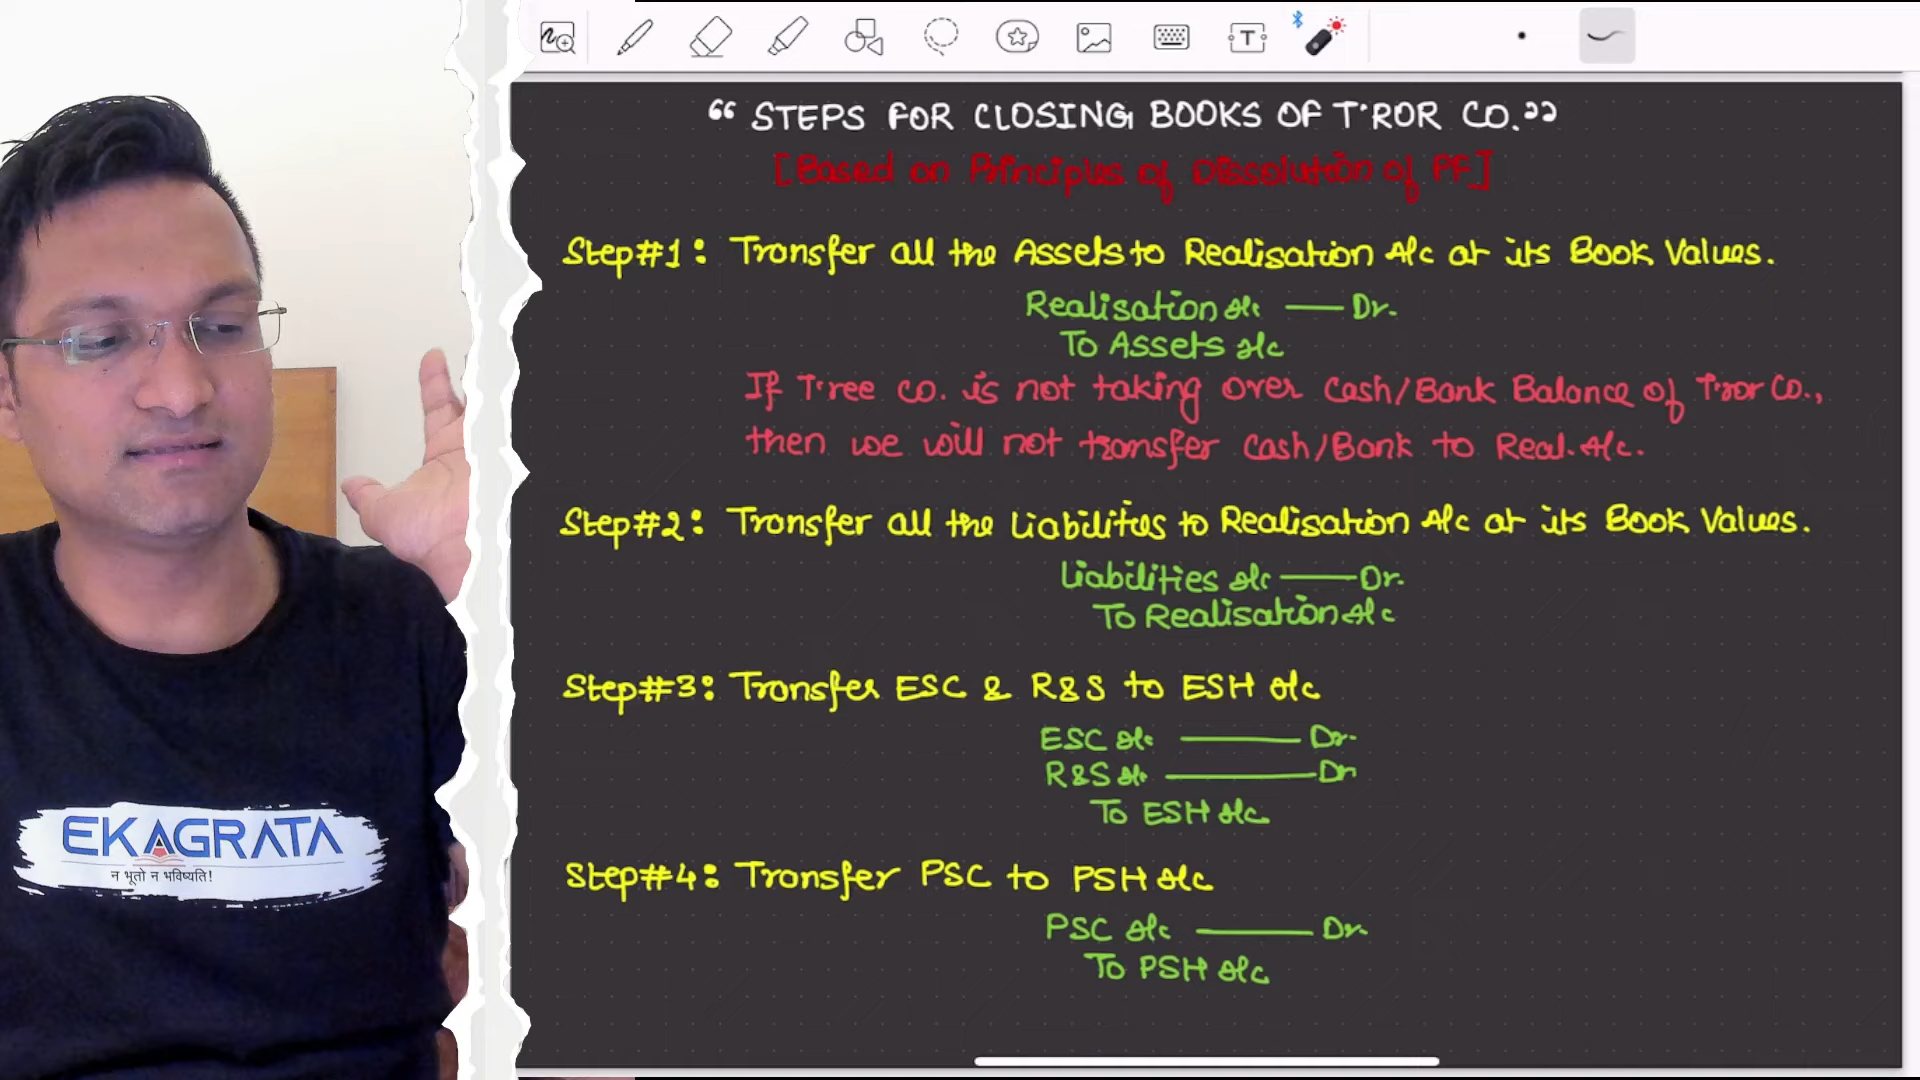 “ STEPS FOR CLOSING BOOKS OF T'ROR CO.”
[Based on Principles of Dissolution of PF]
Step#1: Transfer all the Assets to Realisation A/c at its Book Values.
Realisation A/c — Dr.
To Assets A/c
If T'ree co. is not taking over Cash/Bank Balance of T'ror Co.,
then we will not transfer Cash/Bank to Real. A/c.
Step#2: Transfer all the Liabilities to Realisation A/c at its Book Values.
Liabilities A/c — Dr.
To Realisation A/c
Step#3: Transfer ESC & R&S to ESH A/c
ESC A/c — Dr.
R&S A/c — Dr
To ESH A/c
Step#4: Transfer PSC to PSH A/c
PSC A/c — Dr.
To PSH A/c
EKAGRATA
न भूतो न भविष्यति!